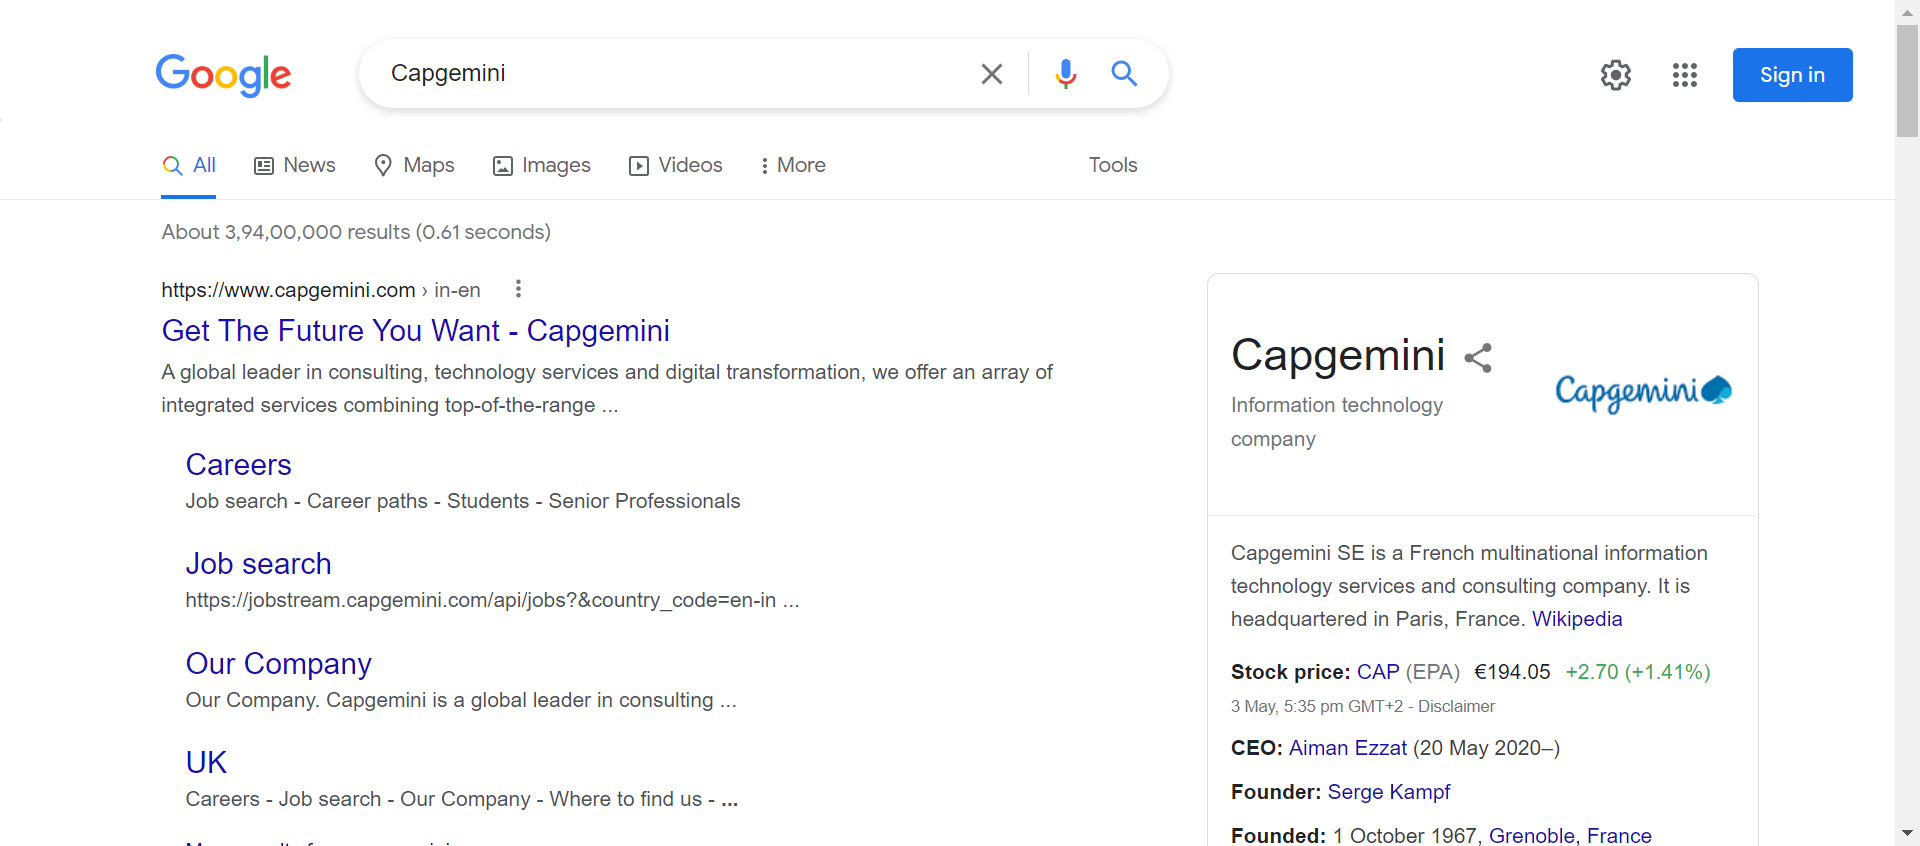 Google
Capgemini
Sign in
All News Maps Images Videos More Tools
About 3,94,00,000 results (0.61 seconds)
https://www.capgemini.com › in-en
Get The Future You Want - Capgemini
A global leader in consulting, technology services and digital transformation, we offer an array of
integrated services combining top-of-the-range ...
Careers
Job search - Career paths - Students - Senior Professionals
Job search
https://jobstream.capgemini.com/api/jobs?&country_code=en-in ...
Our Company
Our Company. Capgemini is a global leader in consulting ...
UK
Careers - Job search - Our Company - Where to find us - ...
Capgemini
Capgemini
Information technology
company
Capgemini SE is a French multinational information
technology services and consulting company. It is
headquartered in Paris, France. Wikipedia
Stock price: CAP (EPA) €194.05 +2.70 (+1.41%)
3 May, 5:35 pm GMT+2 - Disclaimer
CEO: Aiman Ezzat (20 May 2020–)
Founder: Serge Kampf
Founded: 1 October 1967, Grenoble, France